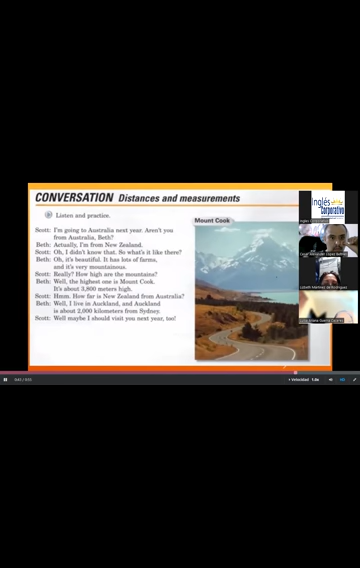 CONVERSATION Distances and measurements
Listen and practice.
Mount Cook
Scott: I'm going to Australia next year. Aren't you
from Australia, Beth?
Beth: Actually, I'm from New Zealand.
Scott: Oh, I didn't know that. So what's it like there?
Beth: Oh, it's beautiful. It has lots of farms,
and it's very mountainous.
Scott: Really? How high are the mountains?
Beth: Well, the highest one is Mount Cook.
It's about 3,800 meters high.
Scott: Hmm. How far is New Zealand from Australia?
Beth: Well, I live in Auckland, and Auckland
is about 2,000 kilometers from Sydney.
Scott: Well maybe I should visit you next year, too!
Inglés
Corporativo
Velocidad 1.0x